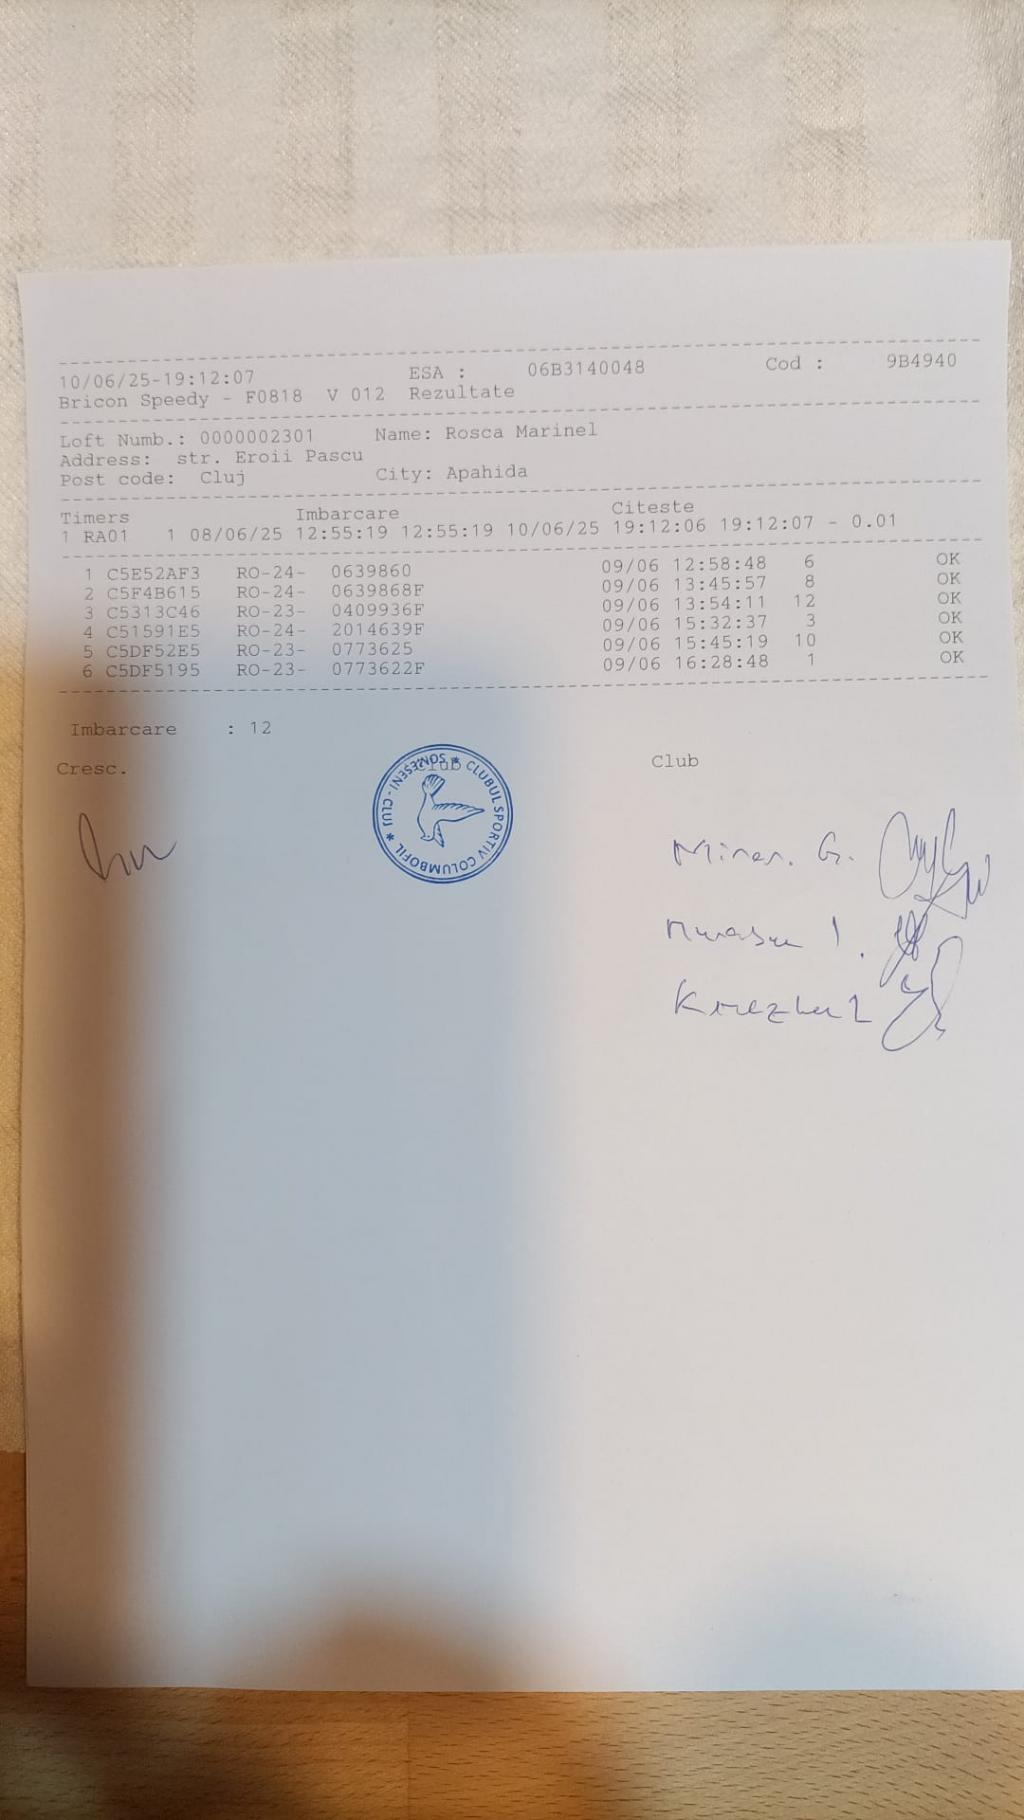 10/06/25-19:12:07 ESA : 06B3140048 Cod : 9B4940
Bricon Speedy - F0818 V 012 Rezultate
Loft Numb.: 0000002301 Name: Rosca Marinel
Address: str. Eroii Pascu
Post code: Cluj City: Apahida
Timers Imbarcare Citeste
1 RA01 1 08/06/25 12:55:19 12:55:19 10/06/25 19:12:06 19:12:07 - 0.01
1 C5E52AF3 RO-24- 0639860 09/06 12:58:48 6 OK
2 C5F4B615 RO-24- 0639868F 09/06 13:45:57 8 OK
3 C5313C46 RO-23- 0409936F 09/06 13:54:11 12 OK
4 C51591E5 RO-24- 2014639F 09/06 15:32:37 3 OK
5 C5DF52E5 RO-23- 0773625 09/06 15:45:19 10 OK
6 C5DF5195 RO-23- 0773622F 09/06 16:28:48 1 OK
Imbarcare : 12
Cresc. Club Club
CLUBUL SPORTIV COLUMBOFIL * SOMESENI - CLUJ *
G.